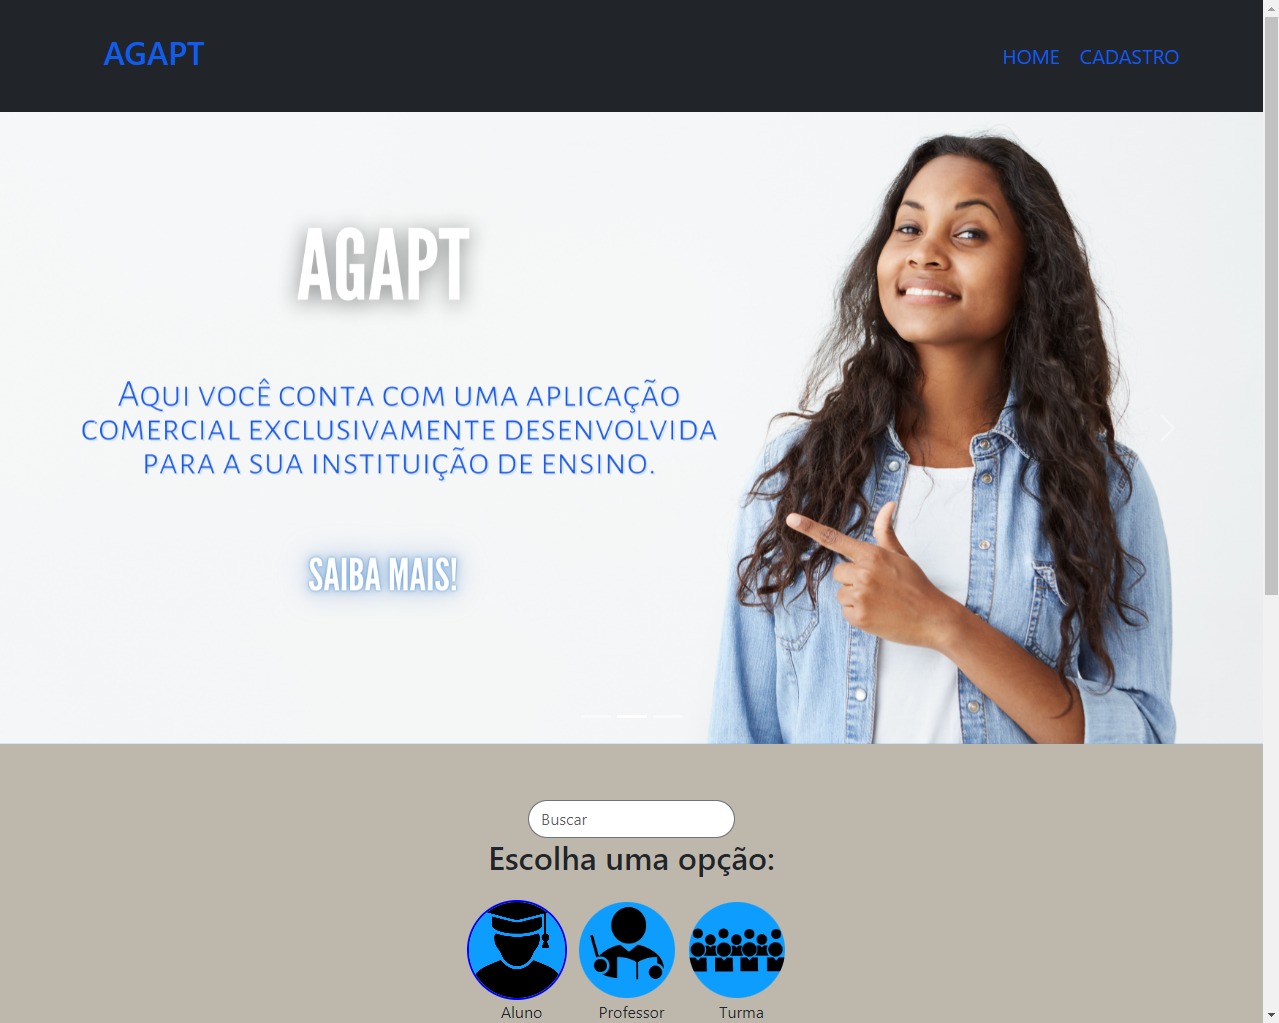 AGAPT
HOME CADASTRO
AGAPT
Aqui você conta com uma aplicação
comercial exclusivamente desenvolvida
para a sua instituição de ensino.
SAIBA MAIS!
Buscar
Escolha uma opção:
Aluno Professor Turma